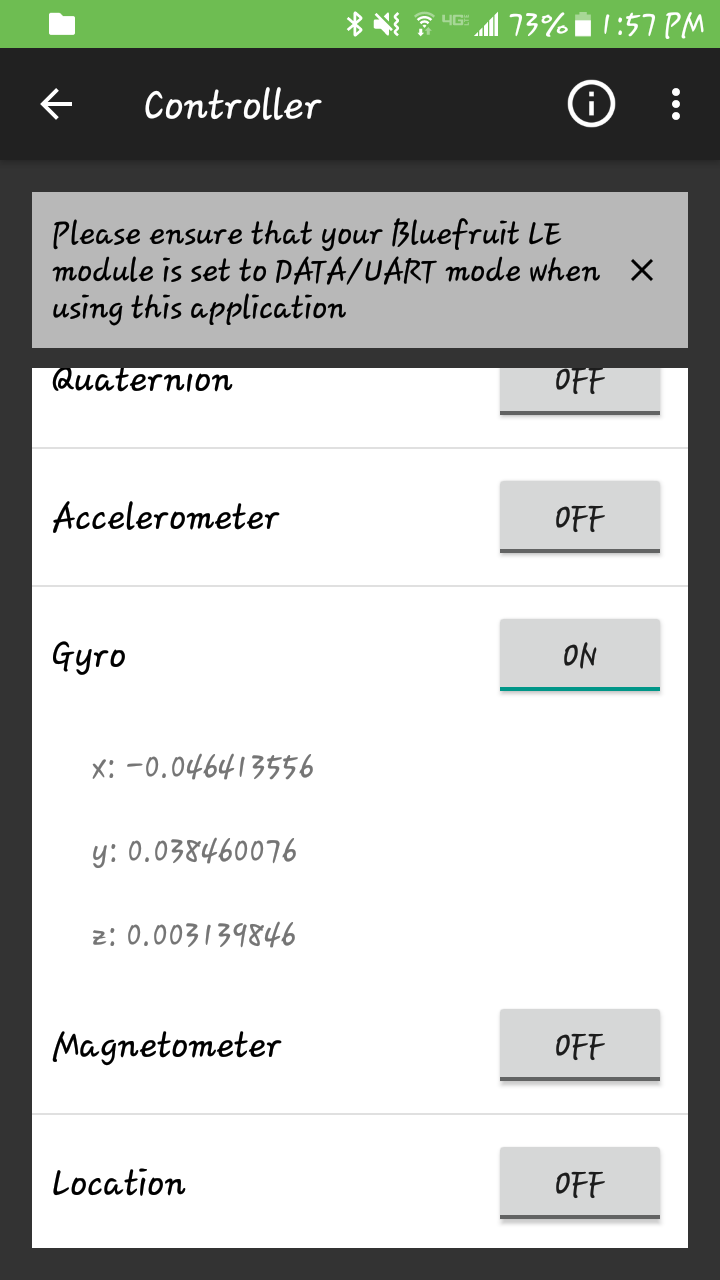 4G 73% 1:57 PM
Controller
Please ensure that your Bluefruit LE
module is set to DATA/UART mode when
using this application
Quaternion OFF
Accelerometer OFF
Gyro ON
x: -0.046413556
y: 0.038460076
z: 0.003139846
Magnetometer OFF
Location OFF